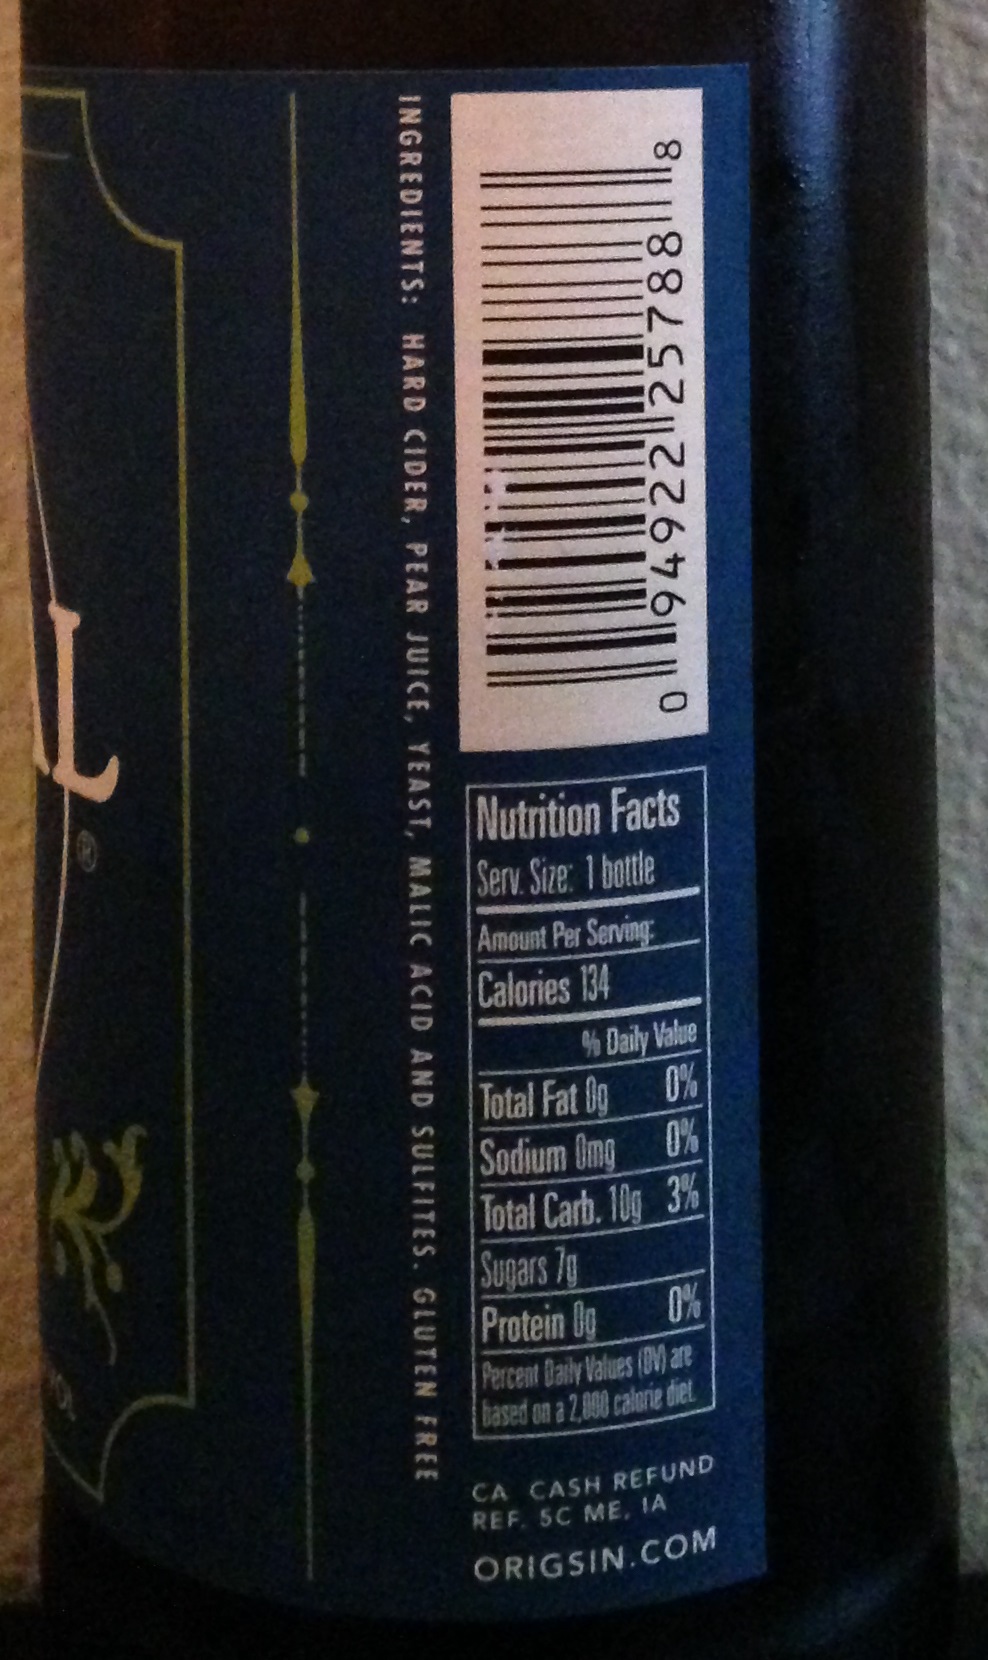 ®
INGREDIENTS: HARD CIDER, PEAR JUICE, YEAST, MALIC ACID AND SULFITES. GLUTEN FREE
0 94922 25788 8
Nutrition Facts
Serv. Size: 1 bottle
Amount Per Serving:
Calories 134
% Daily Value
Total Fat 0g 0%
Sodium 0mg 0%
Total Carb. 10g 3%
Sugars 7g
Protein 0g 0%
Percent Daily Values (DV) are
based on a 2,000 calorie diet.
CA CASH REFUND
REF. 5C ME, IA
ORIGSIN.COM